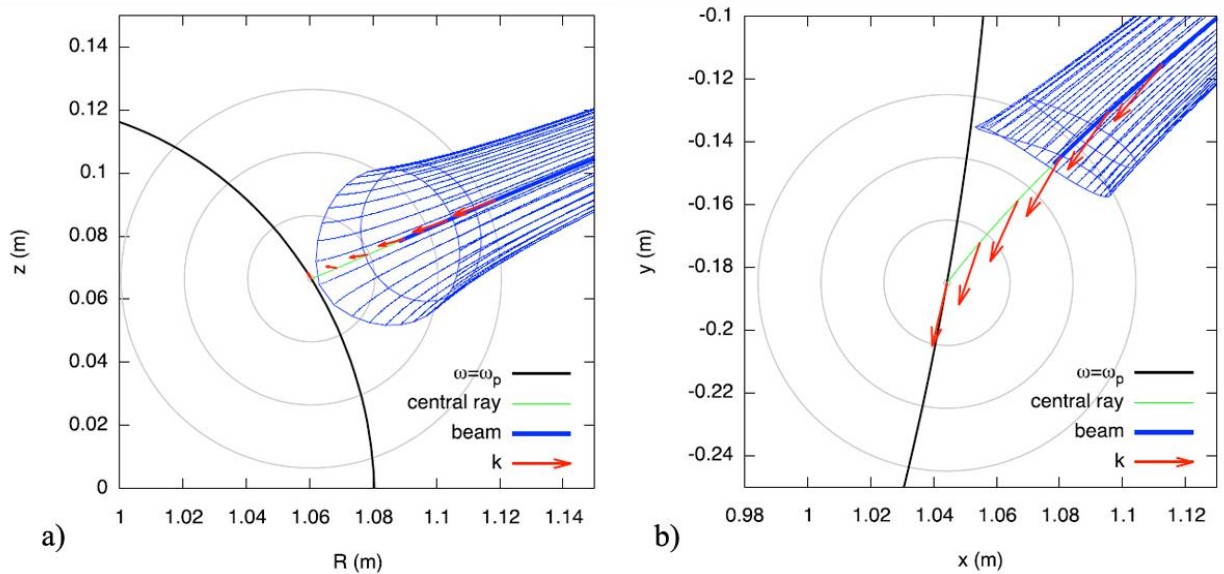 0.14
0.12
0.1
0.08
0.06
0.04
0.02
0
z (m)
1 1.02 1.04 1.06 1.08 1.1 1.12 1.14
R (m)
ω=ωp
central ray
beam
k
a)
-0.1
-0.12
-0.14
-0.16
-0.18
-0.2
-0.22
-0.24
y (m)
0.98 1 1.02 1.04 1.06 1.08 1.1 1.12
x (m)
ω=ωp
central ray
beam
k
b)